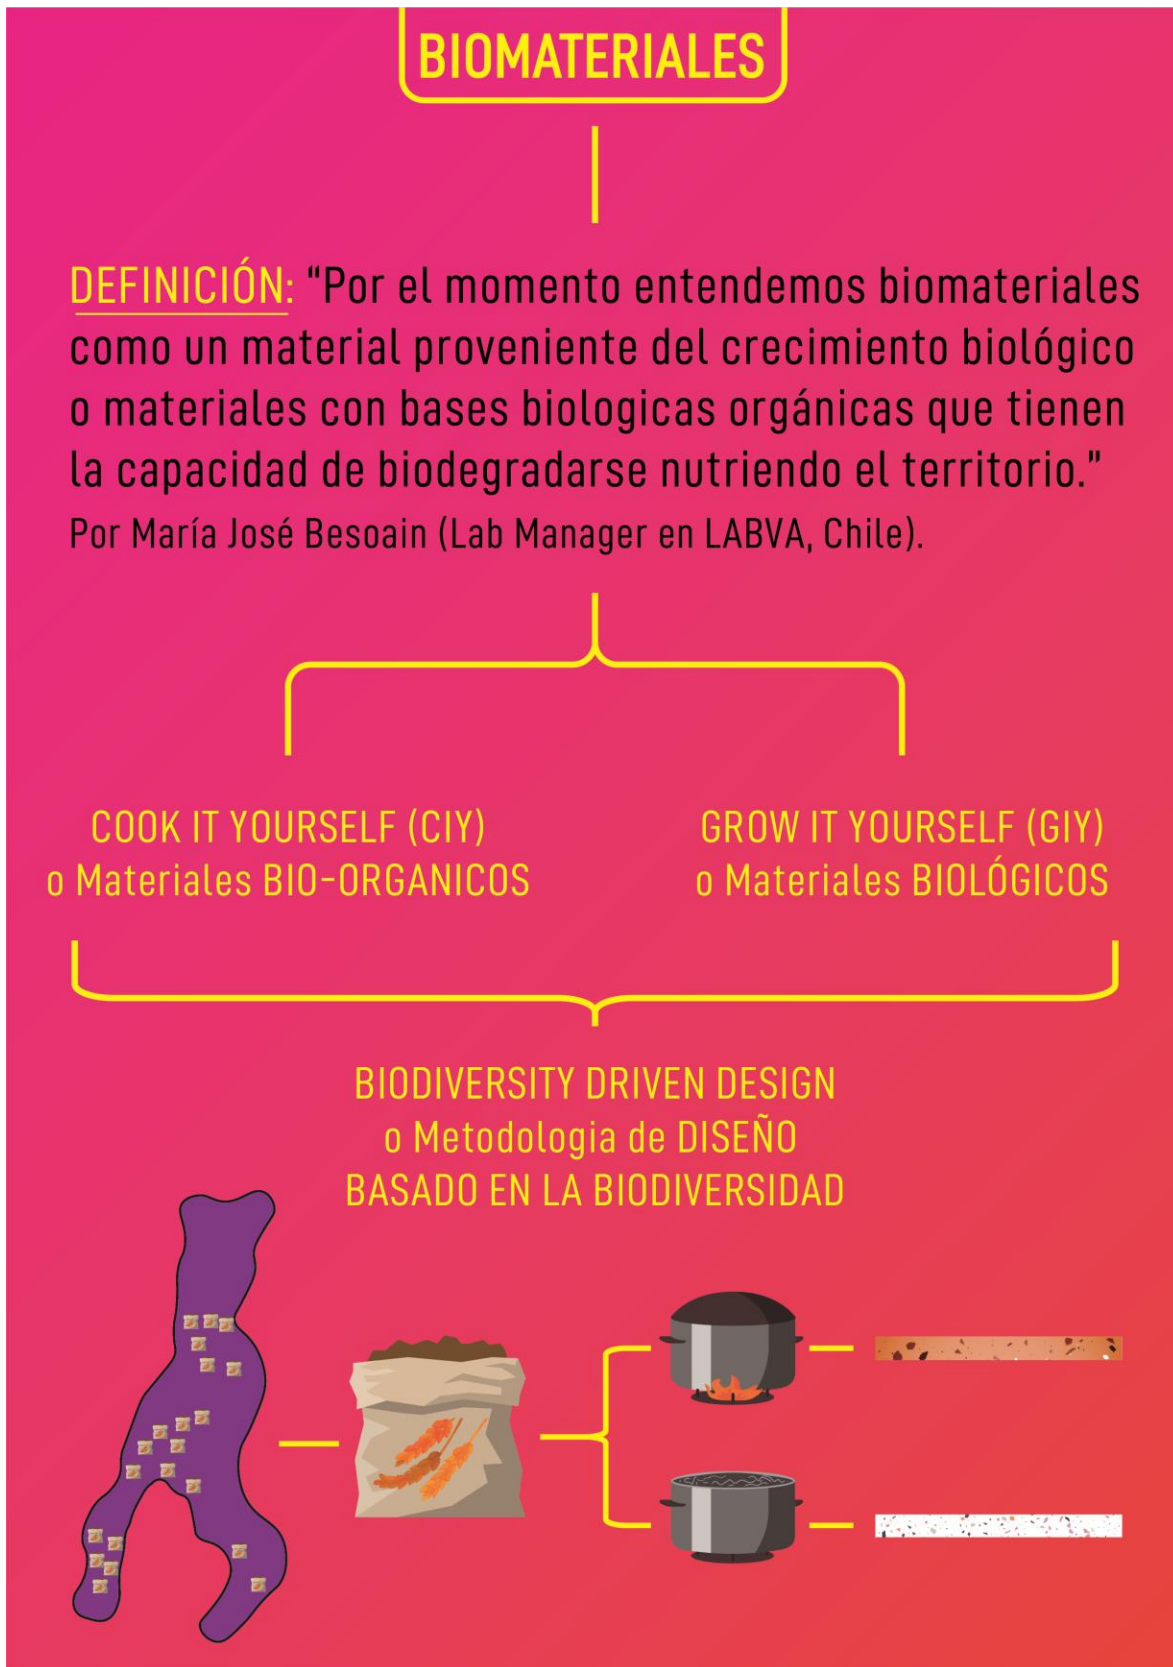 BIOMATERIALES
DEFINICIÓN: “Por el momento entendemos biomateriales
como un material proveniente del crecimiento biológico
o materiales con bases biologicas orgánicas que tienen
la capacidad de biodegradarse nutriendo el territorio.”
Por María José Besoain (Lab Manager en LABVA, Chile).
COOK IT YOURSELF (CIY)
o Materiales BIO-ORGANICOS
GROW IT YOURSELF (GIY)
o Materiales BIOLÓGICOS
BIODIVERSITY DRIVEN DESIGN
o Metodologia de DISEÑO
BASADO EN LA BIODIVERSIDAD